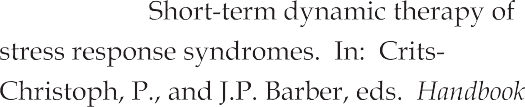 Short-term dynamic therapy of
stress response syndromes. In: Crits-
Christoph, P., and J.P. Barber, eds. Handbook